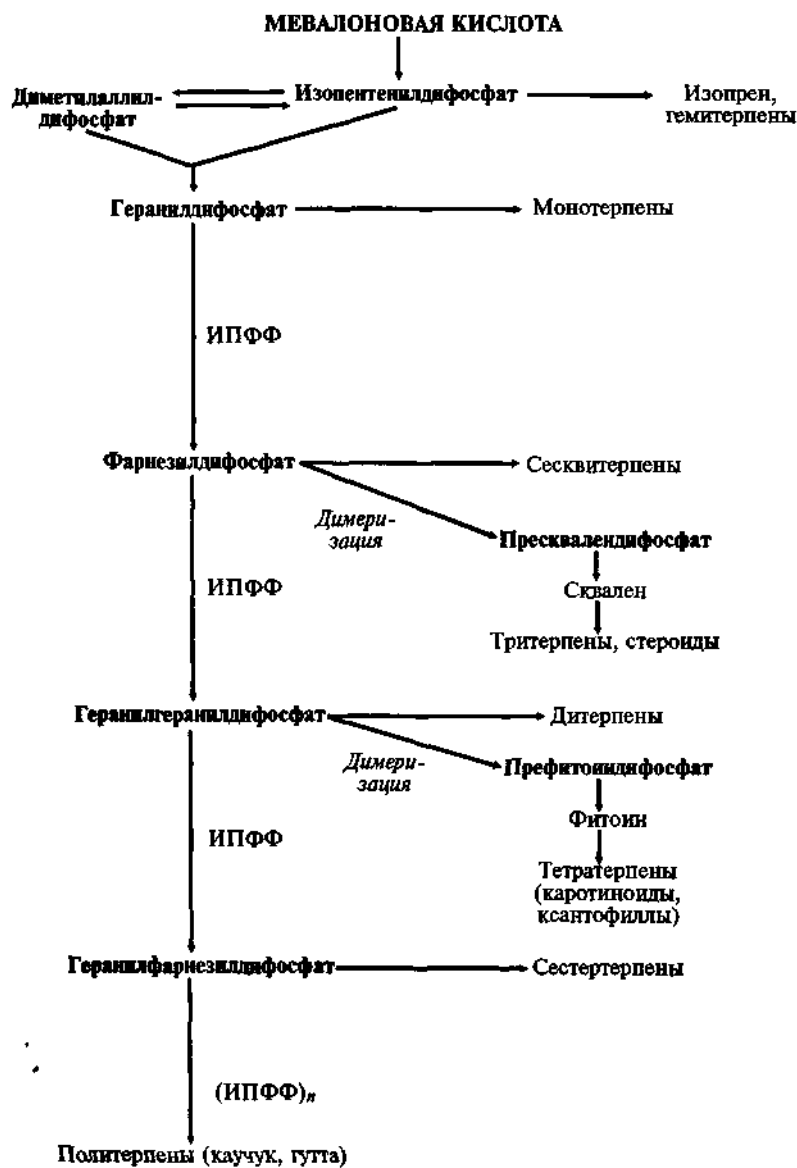 МЕВАЛОНОВАЯ КИСЛОТА
Диметилаллил-
дифосфат
Изопентенилдифосфат
Изопрен,
гемитерпены
Геранилдифосфат
Монотерпены
ИПФФ
Фарнезилдифосфат
Сесквитерпены
Димери-
зация
Пресквалендифосфат
ИПФФ
Сквален
Тритерпены, стероиды
Геранилгеранилдифосфат
Дитерпены
Димери-
зация
Префитоиндифосфат
ИПФФ
Фитоин
Тетратерпены
(каротиноиды,
ксантофиллы)
Геранилфарнезилдифосфат
Сестертерпены
(ИПФФ)n
Политерпены (каучук, гутта)